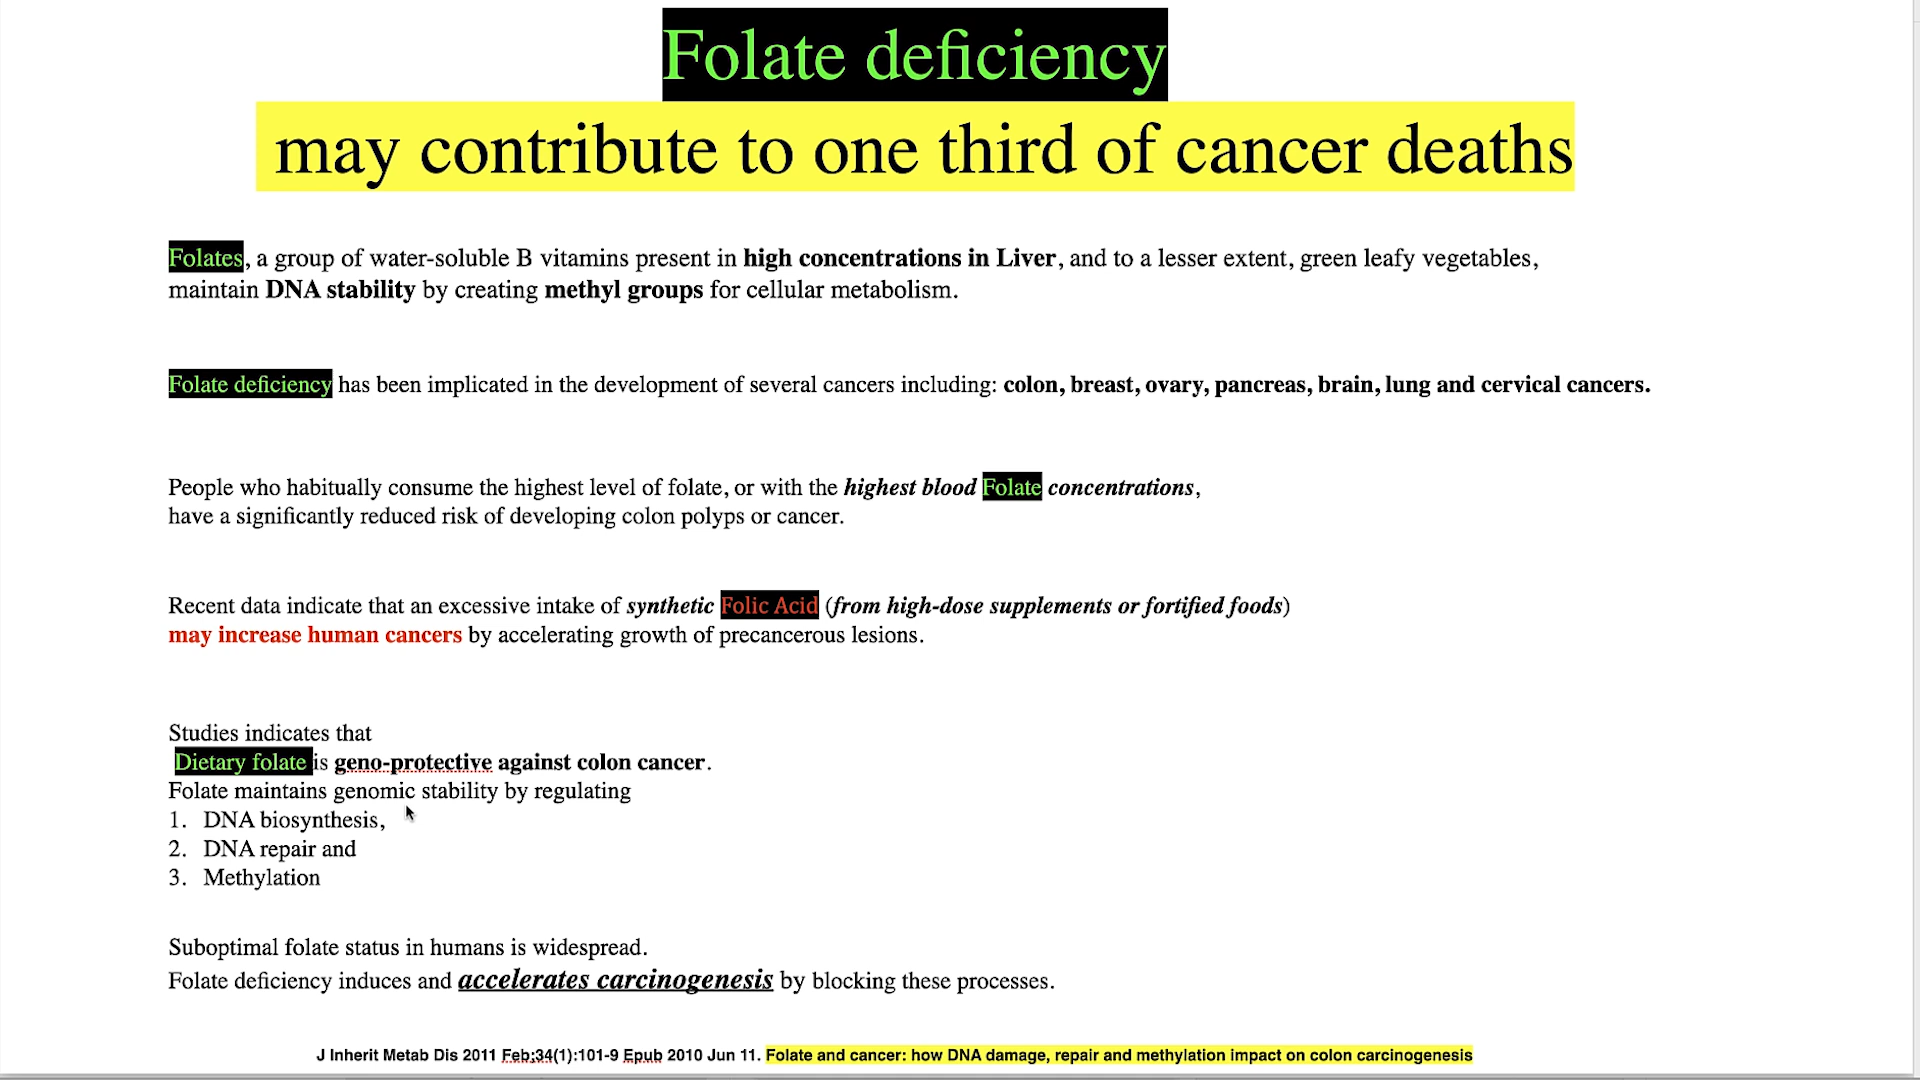 Folate deficiency
may contribute to one third of cancer deaths
Folates, a group of water-soluble B vitamins present in high concentrations in Liver, and to a lesser extent, green leafy vegetables,
maintain DNA stability by creating methyl groups for cellular metabolism.
Folate deficiency has been implicated in the development of several cancers including: colon, breast, ovary, pancreas, brain, lung and cervical cancers.
People who habitually consume the highest level of folate, or with the highest blood Folate concentrations,
have a significantly reduced risk of developing colon polyps or cancer.
Recent data indicate that an excessive intake of synthetic Folic Acid (from high-dose supplements or fortified foods)
may increase human cancers by accelerating growth of precancerous lesions.
Studies indicates that
Dietary folate is geno-protective against colon cancer.
Folate maintains genomic stability by regulating
1. DNA biosynthesis,
2. DNA repair and
3. Methylation
Suboptimal folate status in humans is widespread.
Folate deficiency induces and accelerates carcinogenesis by blocking these processes.
J Inherit Metab Dis 2011 Feb;34(1):101-9 Epub 2010 Jun 11. Folate and cancer: how DNA damage, repair and methylation impact on colon carcinogenesis